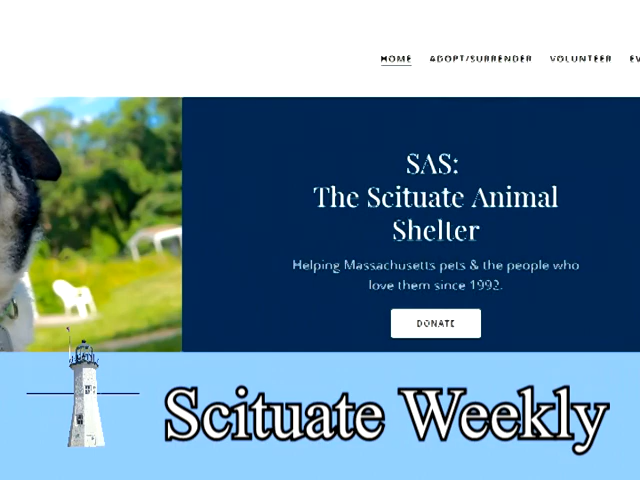 HOME ADOPT/SURRENDER VOLUNTEER EV
SAS:
The Scituate Animal
Shelter
Helping Massachusetts pets & the people who
love them since 1992.
DONATE
Scituate Weekly